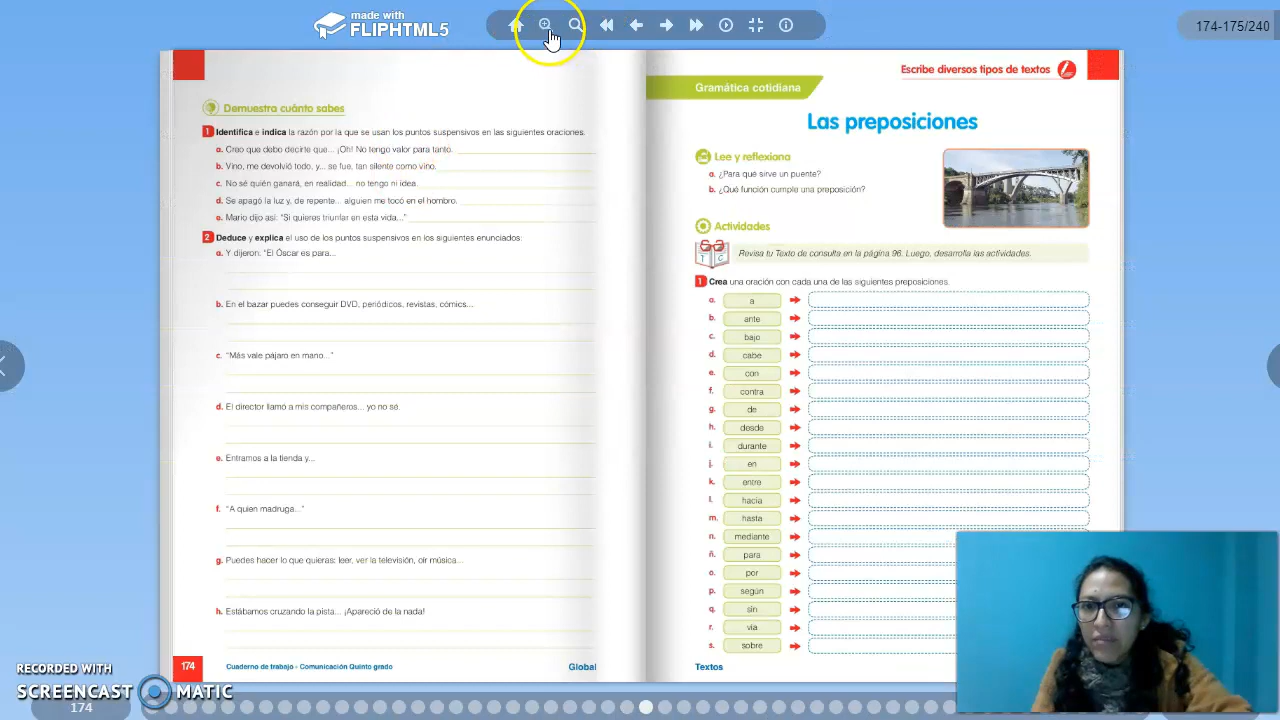 made with
FLIPHTML5
174-175/240
Demuestra cuánto sabes
1 Identifica e indica la razón por la que se usan los puntos suspensivos en las siguientes oraciones.
a. Creo que debo decirte que... ¡Oh! No tengo valor para tanto.
b. Vino, me devolvió todo, y... se fue, tan silente como vino.
c. No sé quién ganará, en realidad... no tengo ni idea.
d. Se apagó la luz y, de repente... alguien me tocó en el hombro.
e. Mario dijo así: "Si quieres triunfar en esta vida..."
2 Deduce y explica el uso de los puntos suspensivos en los siguientes enunciados:
a. Y dijeron: "El Óscar es para...
b. En el bazar puedes conseguir DVD, periódicos, revistas, cómics...
c. "Más vale pájaro en mano..."
d. El director llamó a mis compañeros... yo no sé.
e. Entramos a la tienda y...
f. "A quien madruga..."
g. Puedes hacer lo que quieras: leer, ver la televisión, oír música...
h. Estábamos cruzando la pista... ¡Apareció de la nada!
174
Cuaderno de trabajo - Comunicación Quinto grado
Global
Escribe diversos tipos de textos
Gramática cotidiana
Las preposiciones
Lee y reflexiona
a. ¿Para qué sirve un puente?
b. ¿Qué función cumple una preposición?
Actividades
T C
Revisa tu Texto de consulta en la página 96. Luego, desarrolla las actividades.
1 Crea una oración con cada una de las siguientes preposiciones.
a. a
b. ante
c. bajo
d. cabe
e. con
f. contra
g. de
h. desde
i. durante
j. en
k. entre
l. hacia
m. hasta
n. mediante
ñ. para
o. por
p. según
q. sin
r. vía
s. sobre
Textos
RECORDED WITH
SCREENCAST MATIC
174